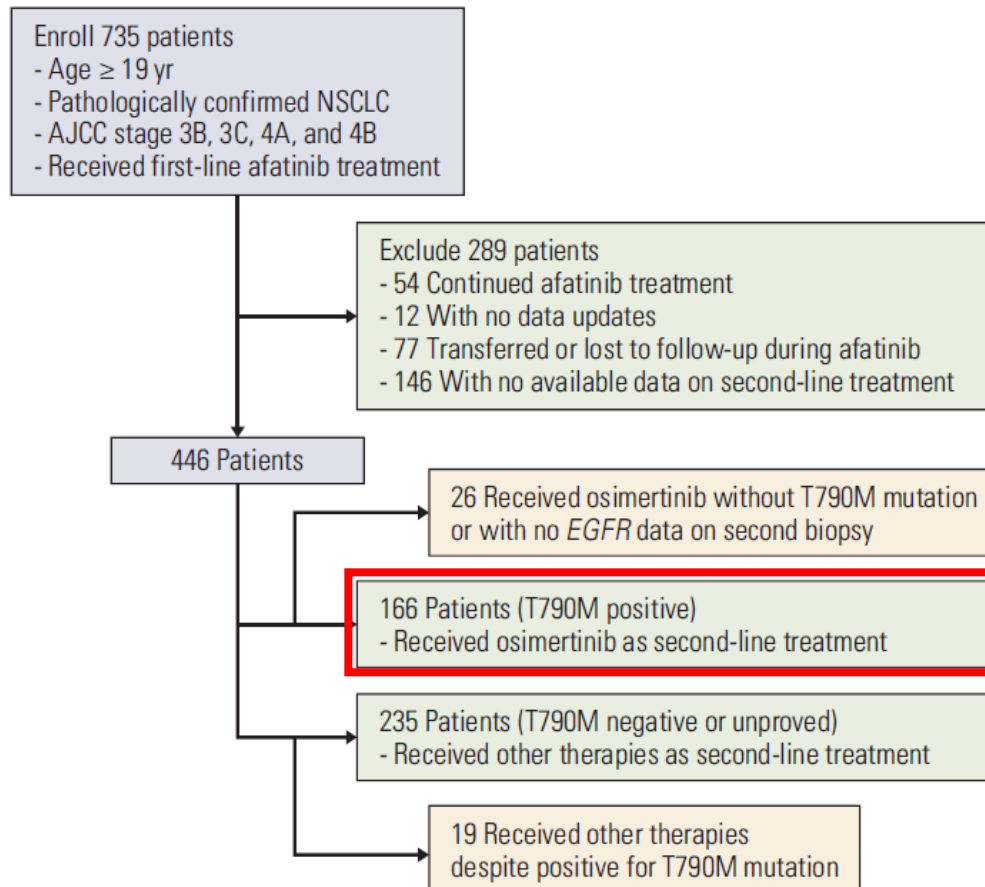 Enroll 735 patients
- Age ≥ 19 yr
- Pathologically confirmed NSCLC
- AJCC stage 3B, 3C, 4A, and 4B
- Received first-line afatinib treatment
Exclude 289 patients
- 54 Continued afatinib treatment
- 12 With no data updates
- 77 Transferred or lost to follow-up during afatinib
- 146 With no available data on second-line treatment
446 Patients
26 Received osimertinib without T790M mutation
or with no EGFR data on second biopsy
166 Patients (T790M positive)
- Received osimertinib as second-line treatment
235 Patients (T790M negative or unproved)
- Received other therapies as second-line treatment
19 Received other therapies
despite positive for T790M mutation